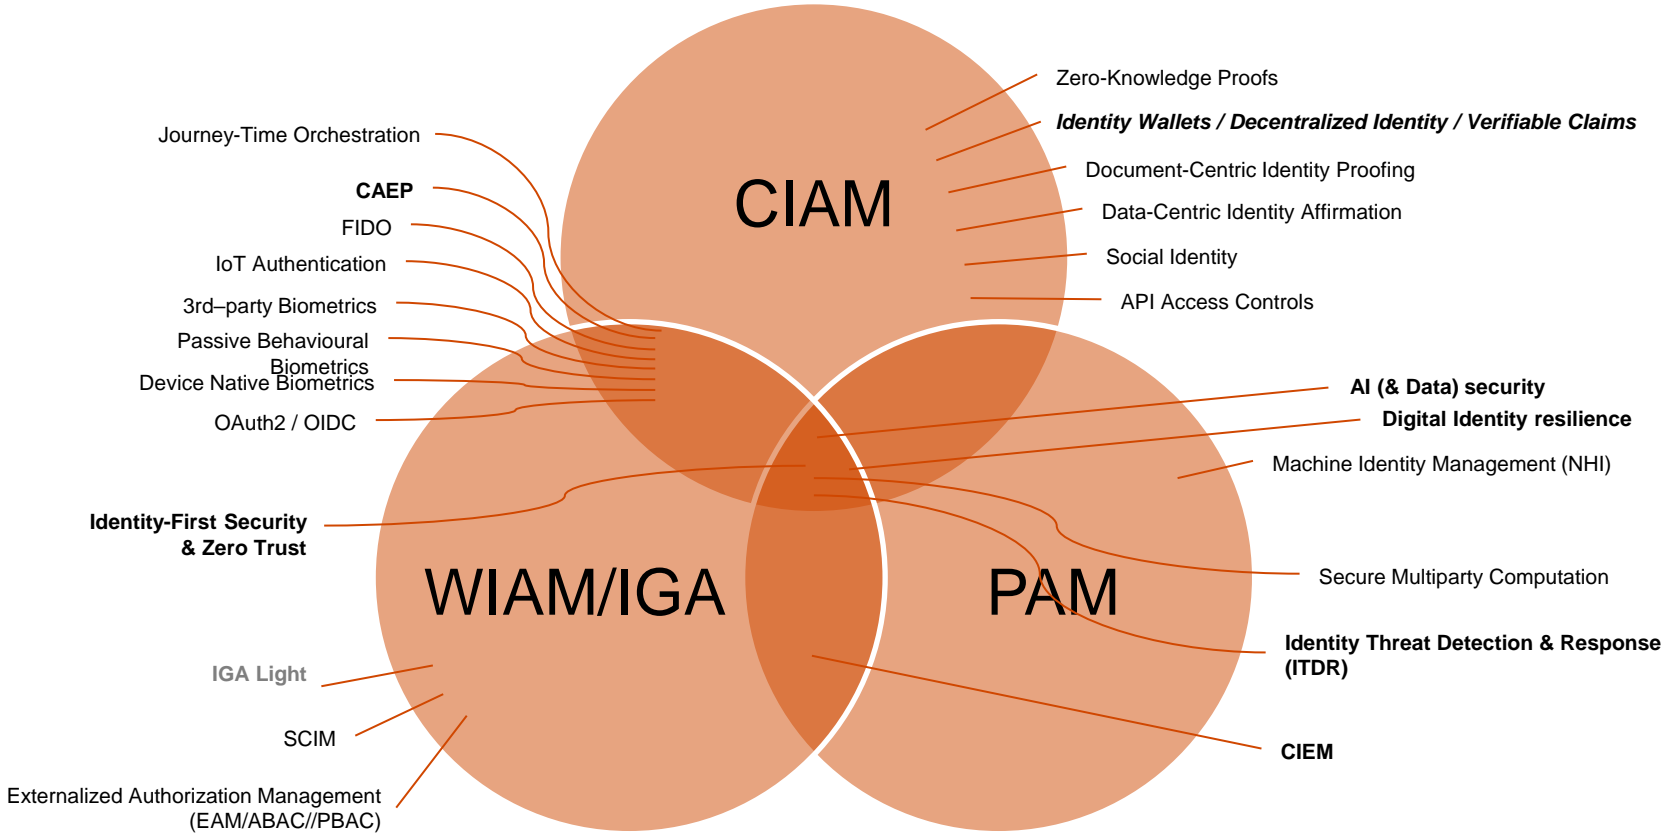 Zero-Knowledge Proofs
Identity Wallets / Decentralized Identity / Verifiable Claims
Document-Centric Identity Proofing
Data-Centric Identity Affirmation
Social Identity
API Access Controls
CIAM
Journey-Time Orchestration
CAEP
FIDO
IoT Authentication
3rd–party Biometrics
Passive Behavioural
Biometrics
Device Native Biometrics
OAuth2 / OIDC
Identity-First Security
& Zero Trust
WIAM/IGA
IGA Light
SCIM
Externalized Authorization Management
(EAM/ABAC//PBAC)
PAM
AI (& Data) security
Digital Identity resilience
Machine Identity Management (NHI)
Secure Multiparty Computation
Identity Threat Detection & Response
(ITDR)
CIEM